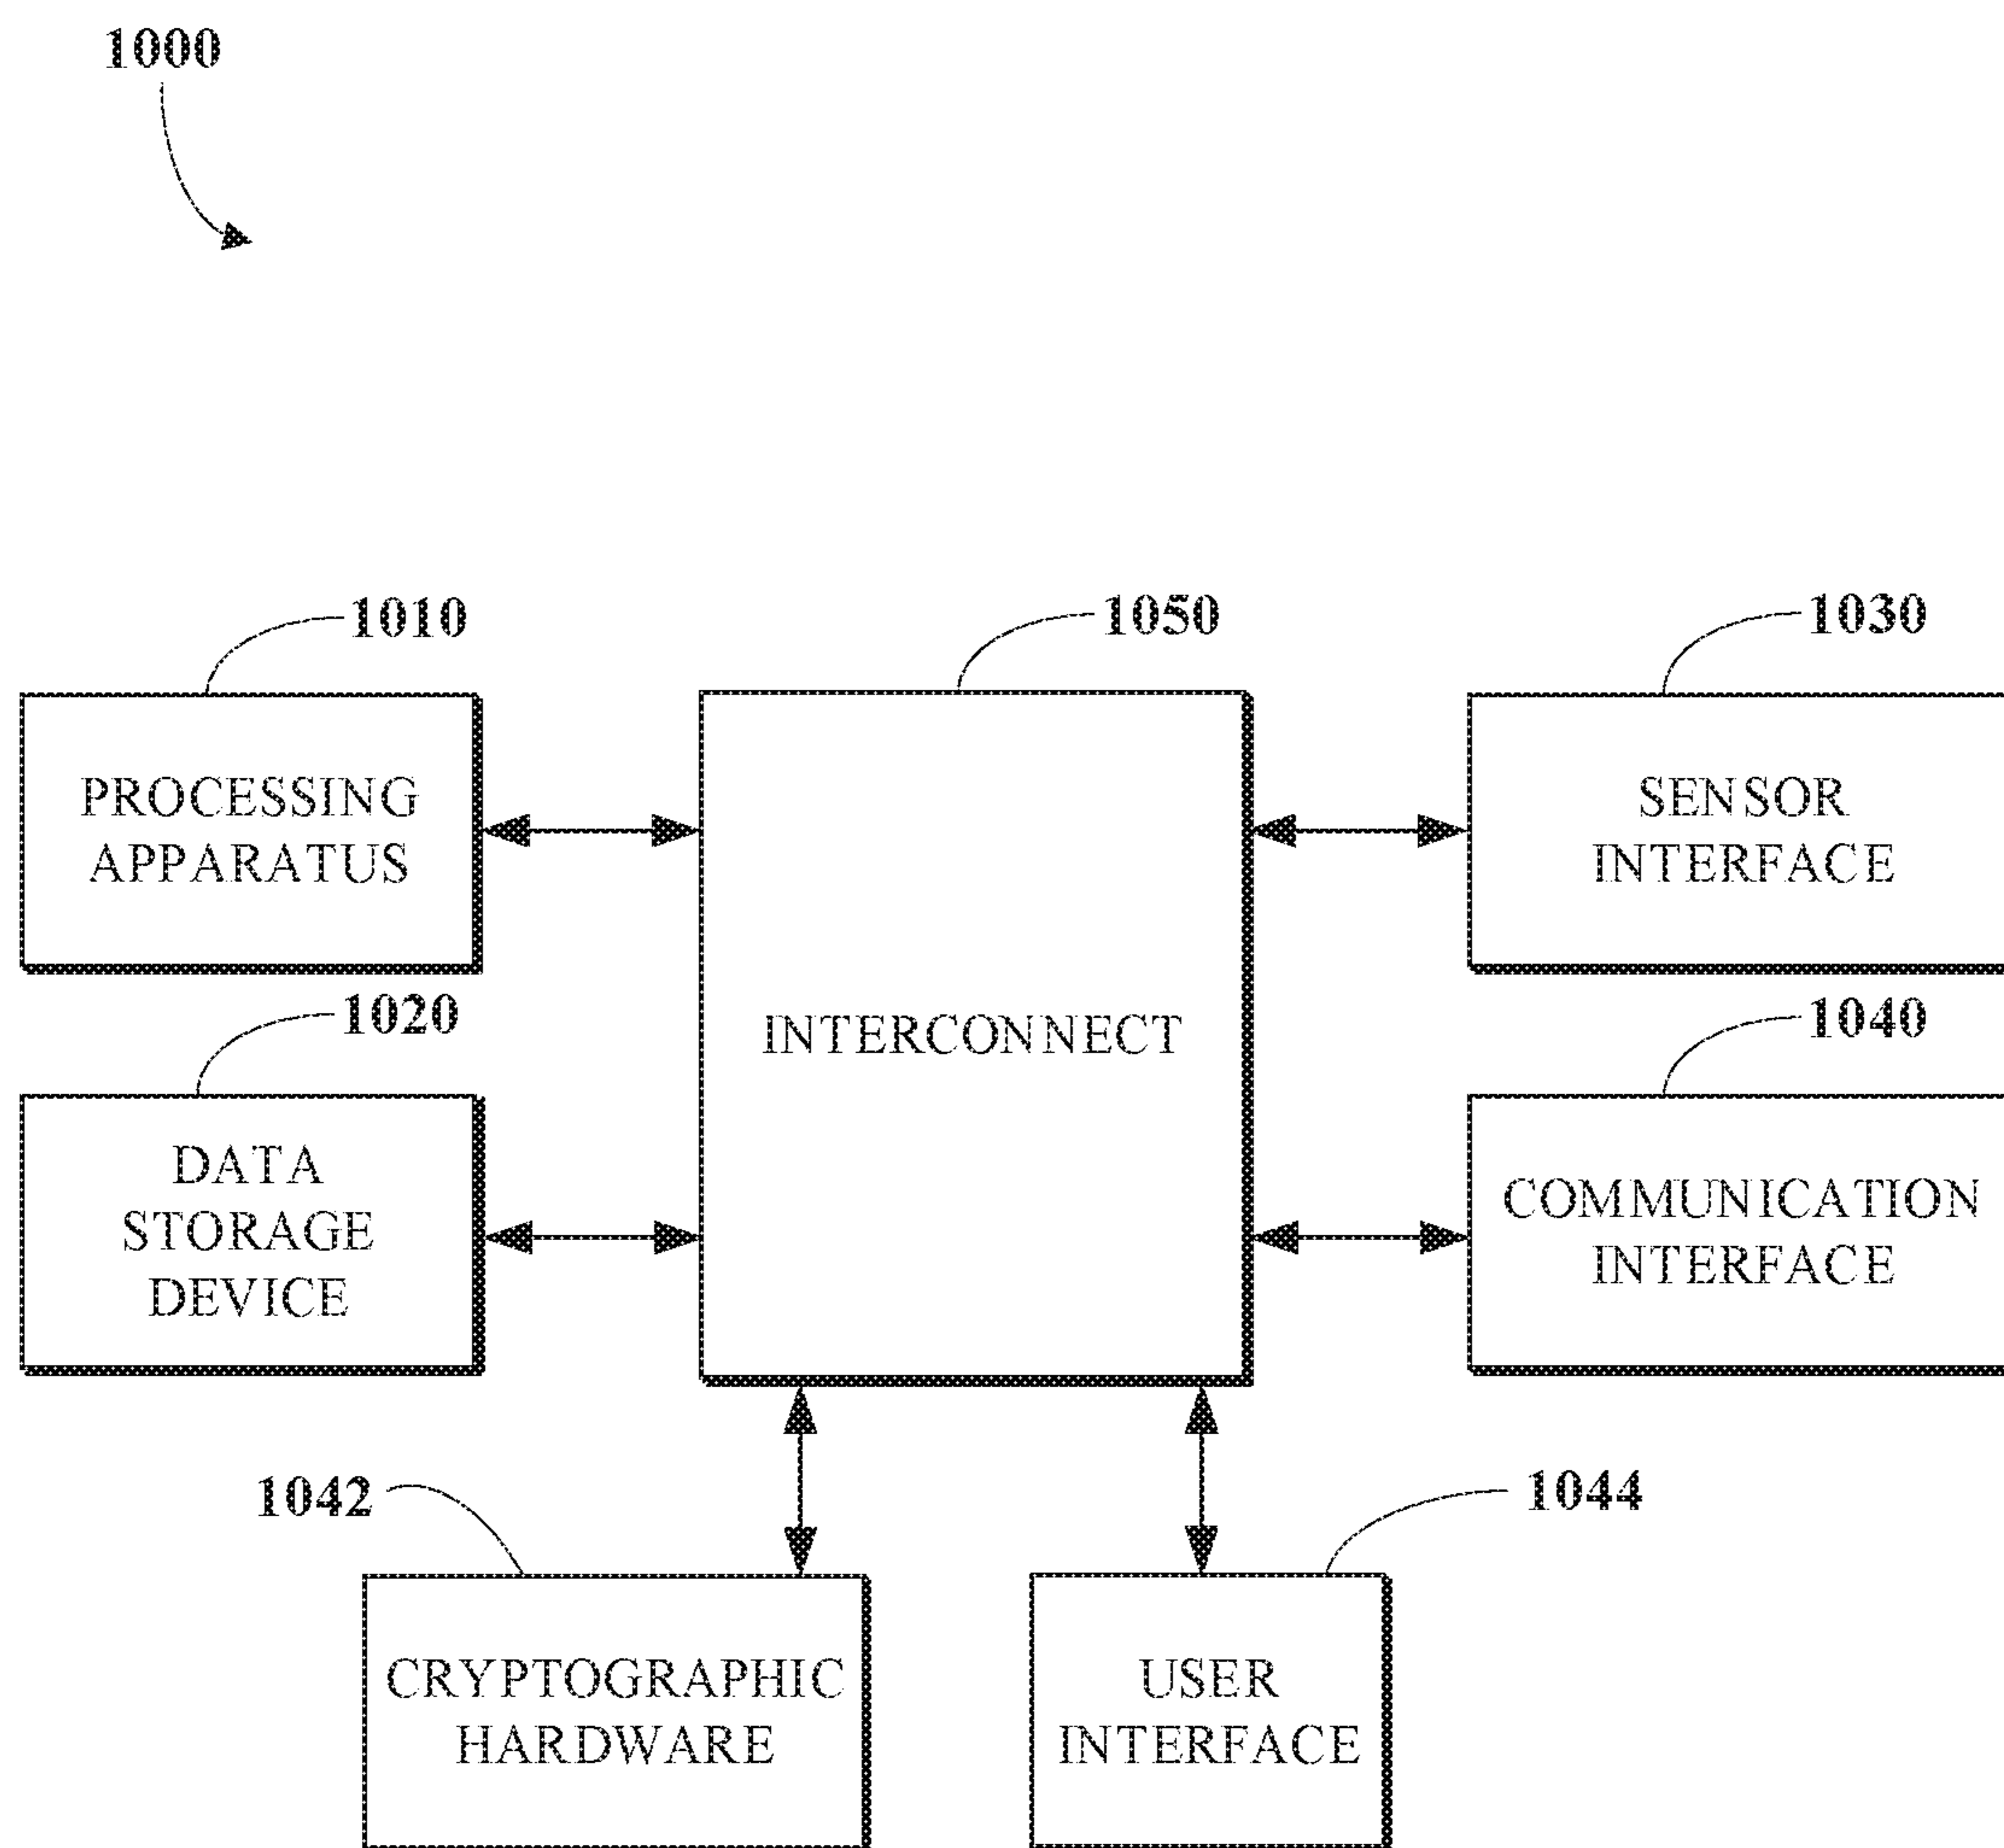 1000
1010
1050
1030
PROCESSING
APPARATUS
SENSOR
INTERFACE
1020
INTERCONNECT
1040
DATA
STORAGE
DEVICE
COMMUNICATION
INTERFACE
1042
1044
CRYPTOGRAPHIC
HARDWARE
USER
INTERFACE